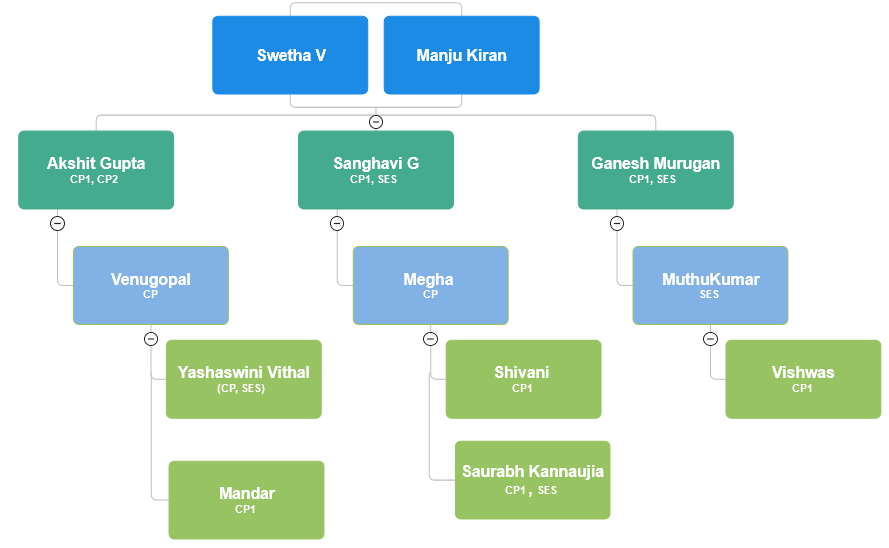 Swetha V
Manju Kiran
Akshit Gupta
CP1, CP2
Sanghavi G
CP1, SES
Ganesh Murugan
CP1, SES
Venugopal
CP
Megha
CP
MuthuKumar
SES
Yashaswini Vithal
(CP, SES)
Shivani
CP1
Vishwas
CP1
Mandar
CP1
Saurabh Kannaujia
CP1 , SES